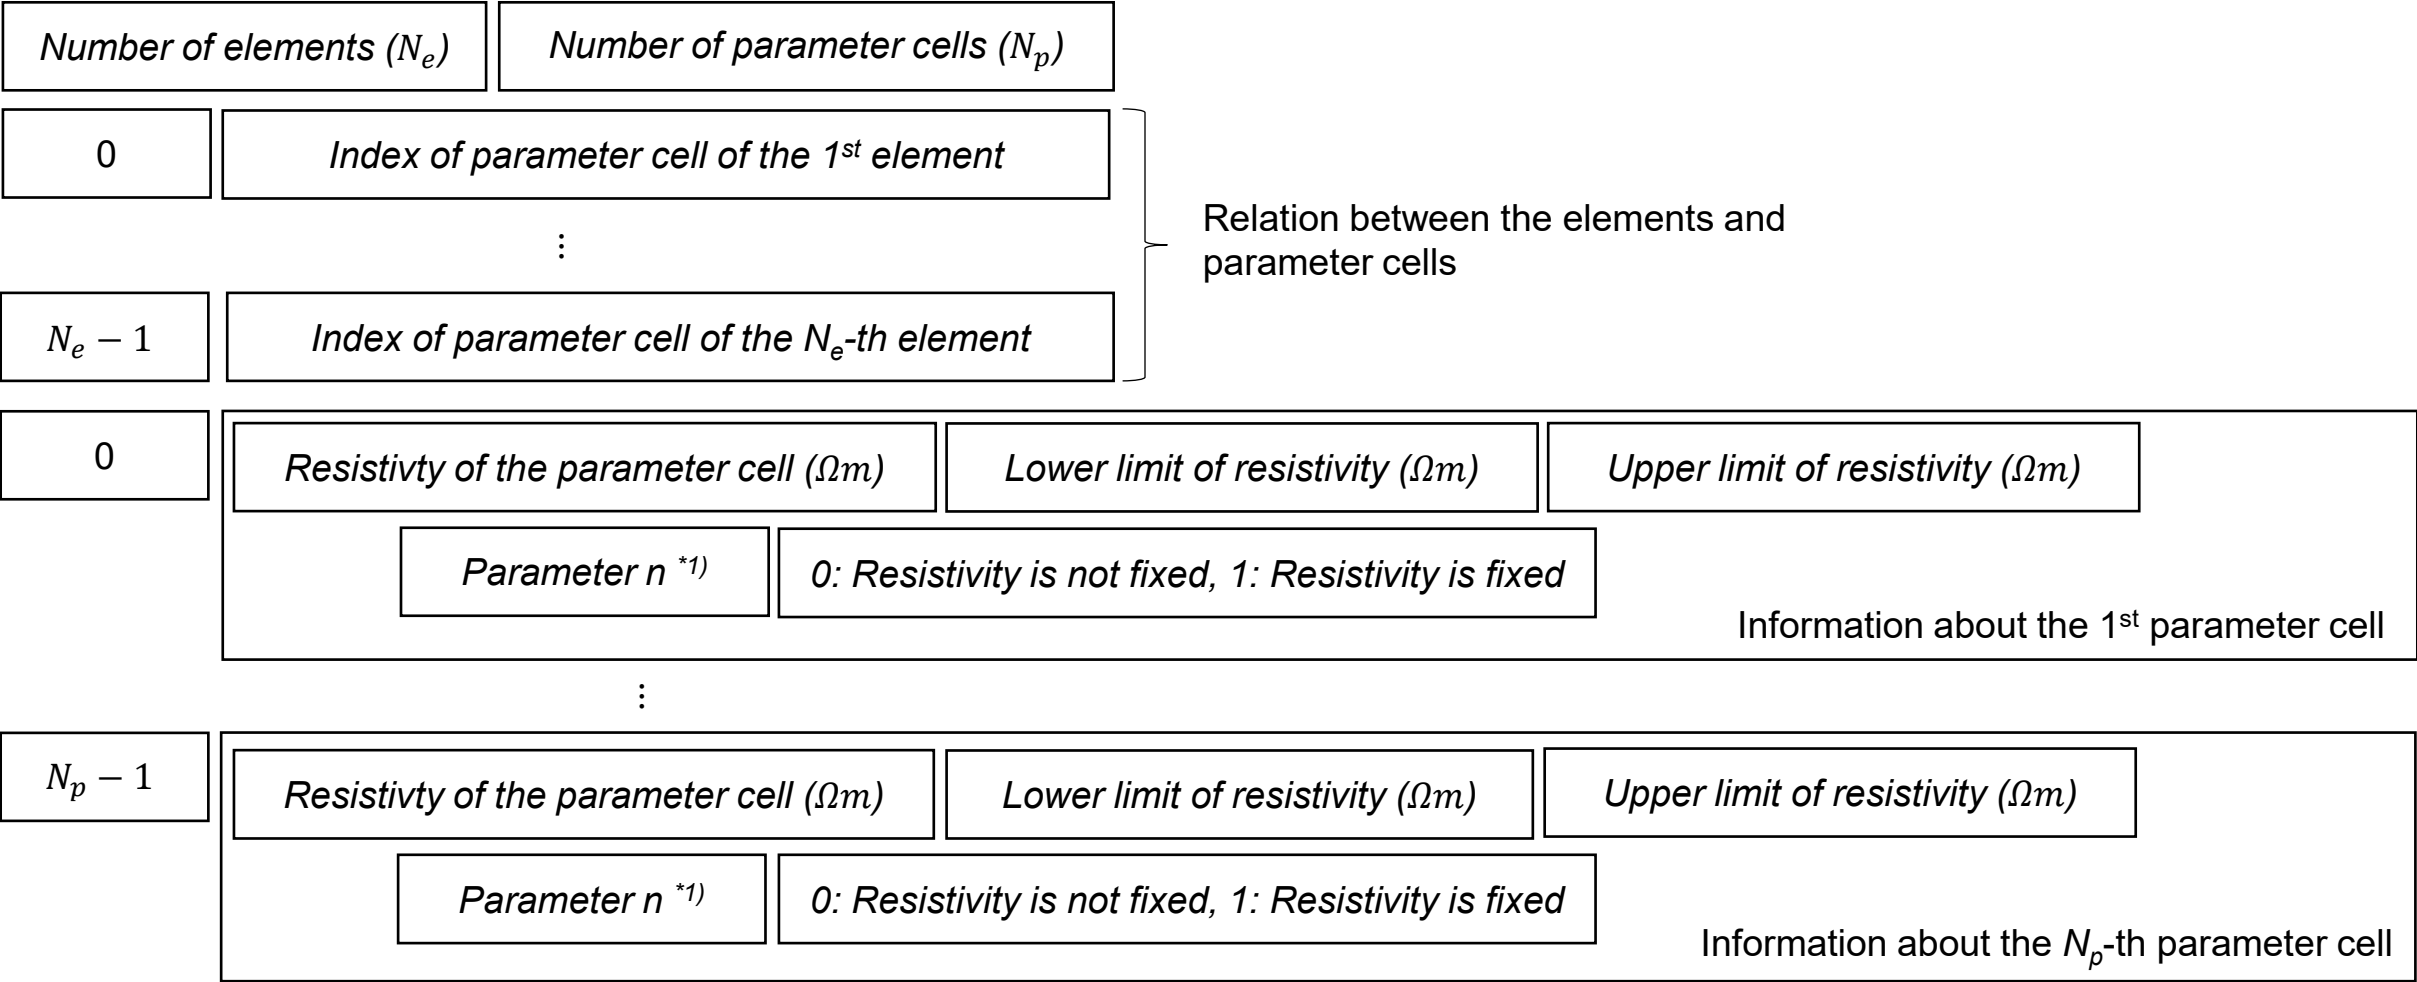 Number of elements (Nₑ) Number of parameter cells (Nₚ)
0 Index of parameter cell of the 1st element
Relation between the elements and
parameter cells
⋮
Nₑ − 1 Index of parameter cell of the Nₑ-th element
0 Resistivty of the parameter cell (Ωm) Lower limit of resistivity (Ωm) Upper limit of resistivity (Ωm)
Parameter n *1) 0: Resistivity is not fixed, 1: Resistivity is fixed
Information about the 1st parameter cell
⋮
Nₚ − 1 Resistivty of the parameter cell (Ωm) Lower limit of resistivity (Ωm) Upper limit of resistivity (Ωm)
Parameter n *1) 0: Resistivity is not fixed, 1: Resistivity is fixed
Information about the Nₚ-th parameter cell